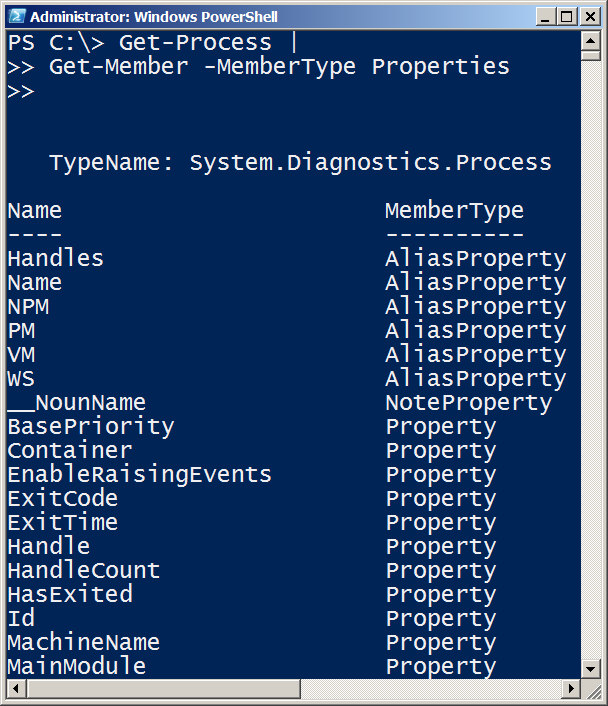 Administrator: Windows PowerShell
PS C:\> Get-Process |
>> Get-Member -MemberType Properties
>>
TypeName: System.Diagnostics.Process
Name MemberType
---- ----------
Handles AliasProperty
Name AliasProperty
NPM AliasProperty
PM AliasProperty
VM AliasProperty
WS AliasProperty
__NounName NoteProperty
BasePriority Property
Container Property
EnableRaisingEvents Property
ExitCode Property
ExitTime Property
Handle Property
HandleCount Property
HasExited Property
Id Property
MachineName Property
MainModule Property